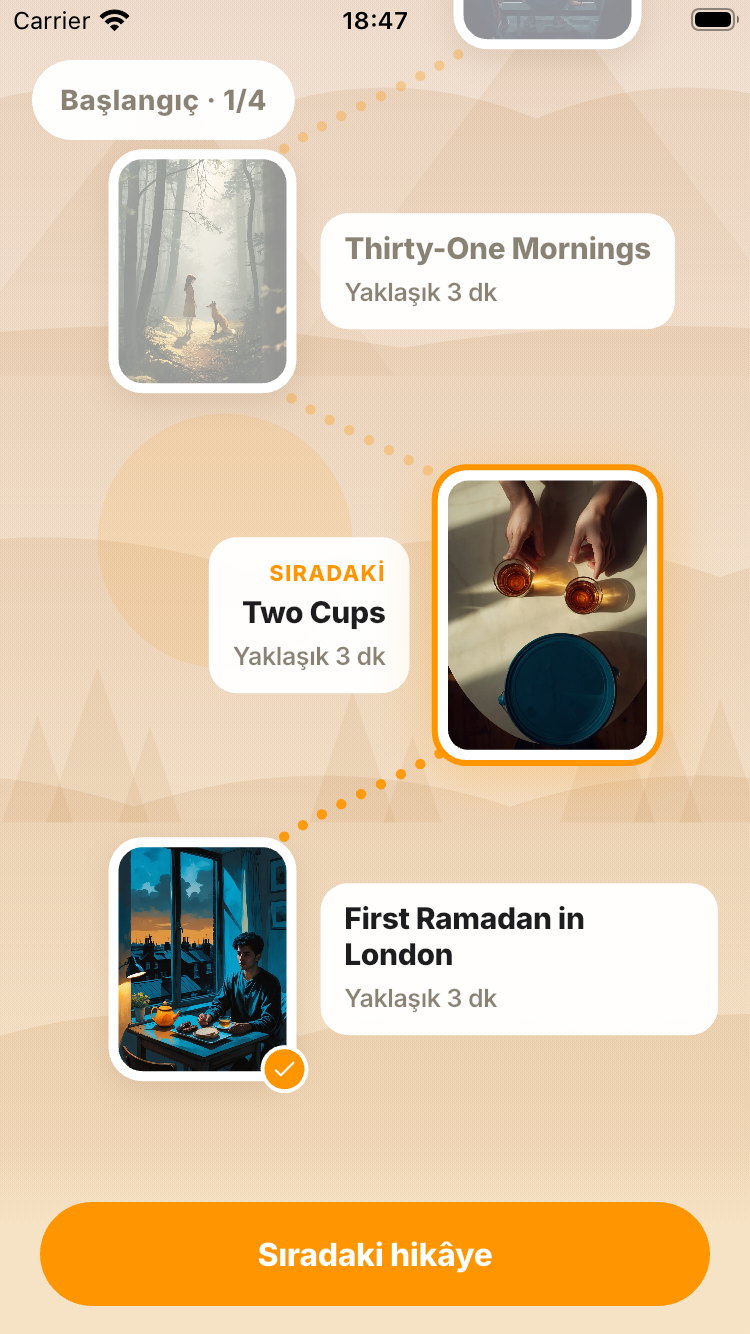 Carrier
18:47
Başlangıç · 1/4
Thirty-One Mornings
Yaklaşık 3 dk
SIRADAKİ
Two Cups
Yaklaşık 3 dk
First Ramadan in
London
Yaklaşık 3 dk
Sıradaki hikâye